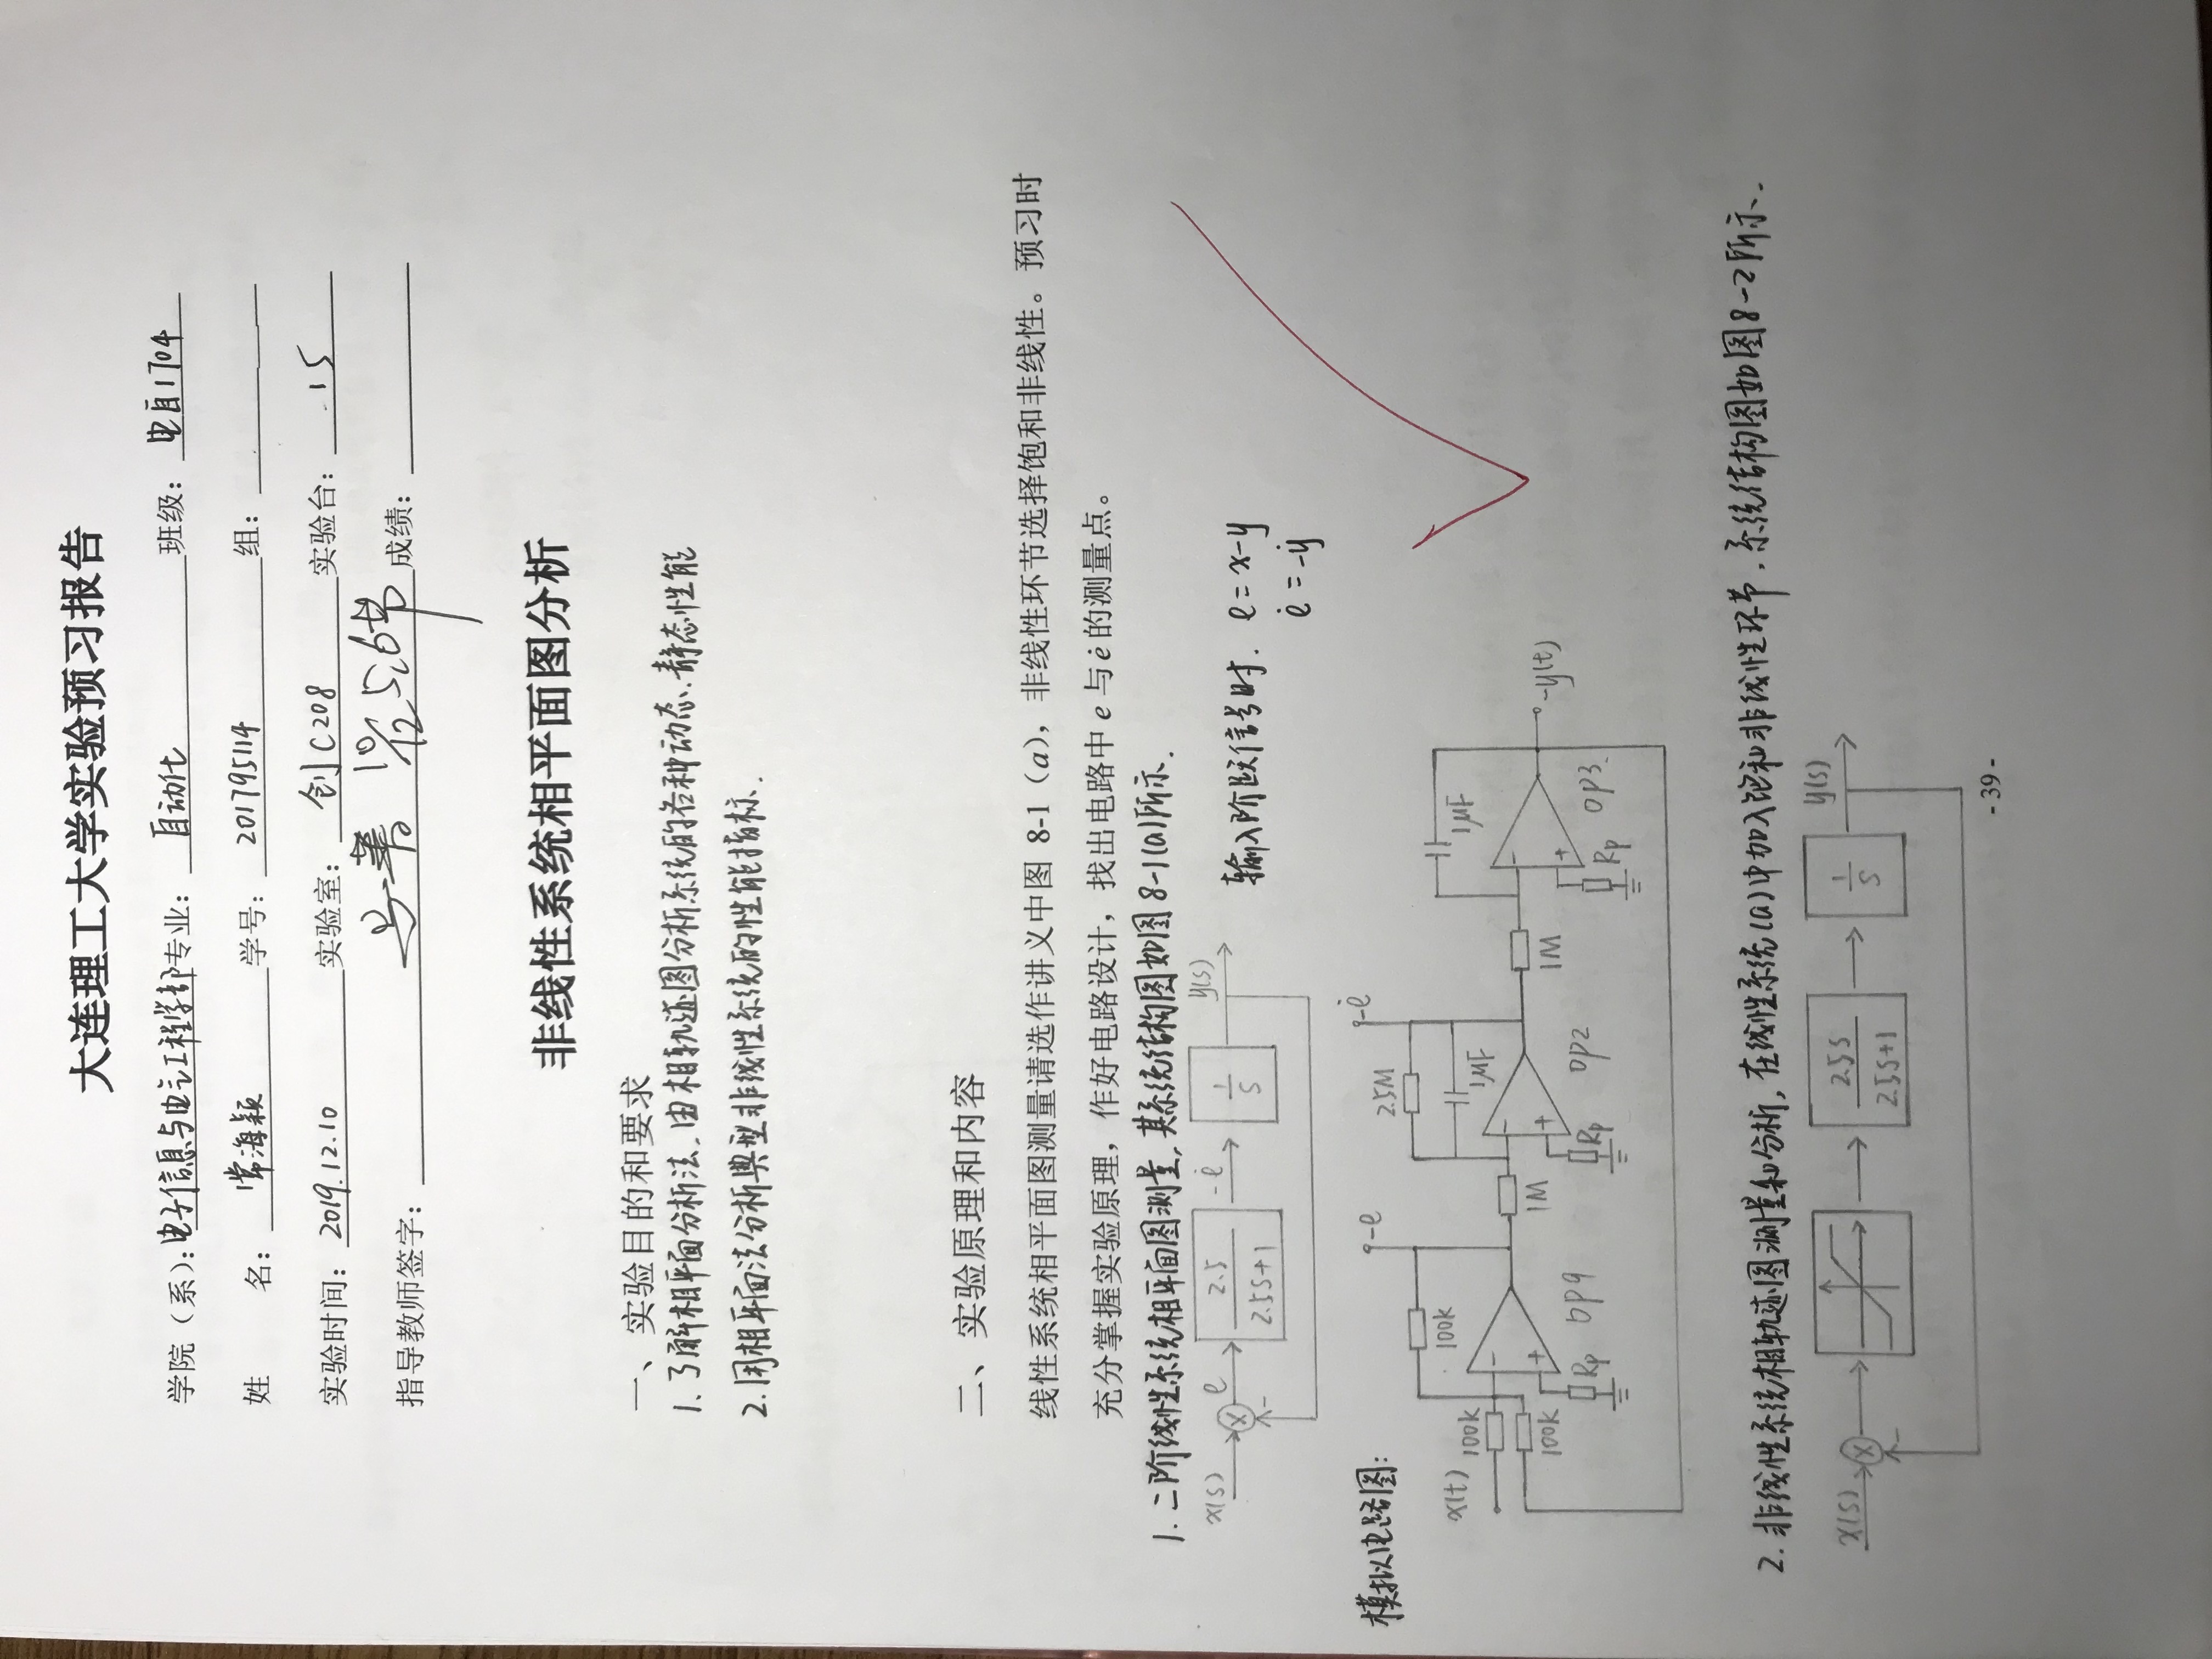 大连理工大学实验预习报告
学院（系）：电子信息与电气工程学部 专业：自动化 班级：电自1704
姓 名：常海颖 学号：201795114 组：
实验时间：2019.12.10 实验室：创C208 实验台：15
指导教师签字： 10/12 5,6节 成绩：
非线性系统相平面图分析
一、实验目的和要求
1. 了解相平面分析法，由相轨迹图分析系统的各种动态、静态性能
2. 用相平面法分析典型非线性系统的性能指标.
二、实验原理和内容
线性系统相平面图测量请选作讲义中图 8-1（a），非线性环节选择饱和非线性。预习时
充分掌握实验原理，作好电路设计，找出电路中 e 与 ė 的测量点。
1. 二阶线性系统相平面图测量，其系统结构图如图8-1(a)所示.
x(s) e 2.5/(2.5s+1) -ė 1/s y(s)
-
输入阶跃信号时. e=x-y
ė=-ẏ
模拟电路图:
-e -ė
2.5M
100k 1μF 1μF
x(t) 100k
100k 1M 1M -y(t)
Rp op9 Rp op2 Rp op3.
2. 非线性系统相轨迹图测量和分析，在线性系统(a)中加入饱和非线性环节，系统结构图如图8-2所示.
x(s) 2.5s/(2.5s+1) 1/s y(s)
-
- 39 -